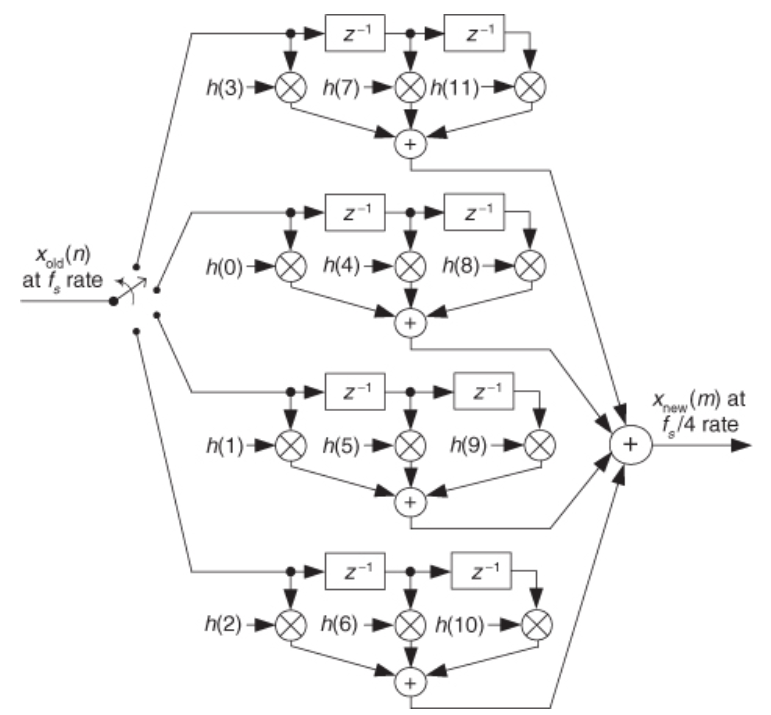 z⁻¹ z⁻¹
h(3) h(7) h(11)
+
z⁻¹ z⁻¹
x_old(n)
at f_s rate
h(0) h(4) h(8)
+
z⁻¹ z⁻¹
x_new(m) at
f_s/4 rate
h(1) h(5) h(9)
+
+
z⁻¹ z⁻¹
h(2) h(6) h(10)
+